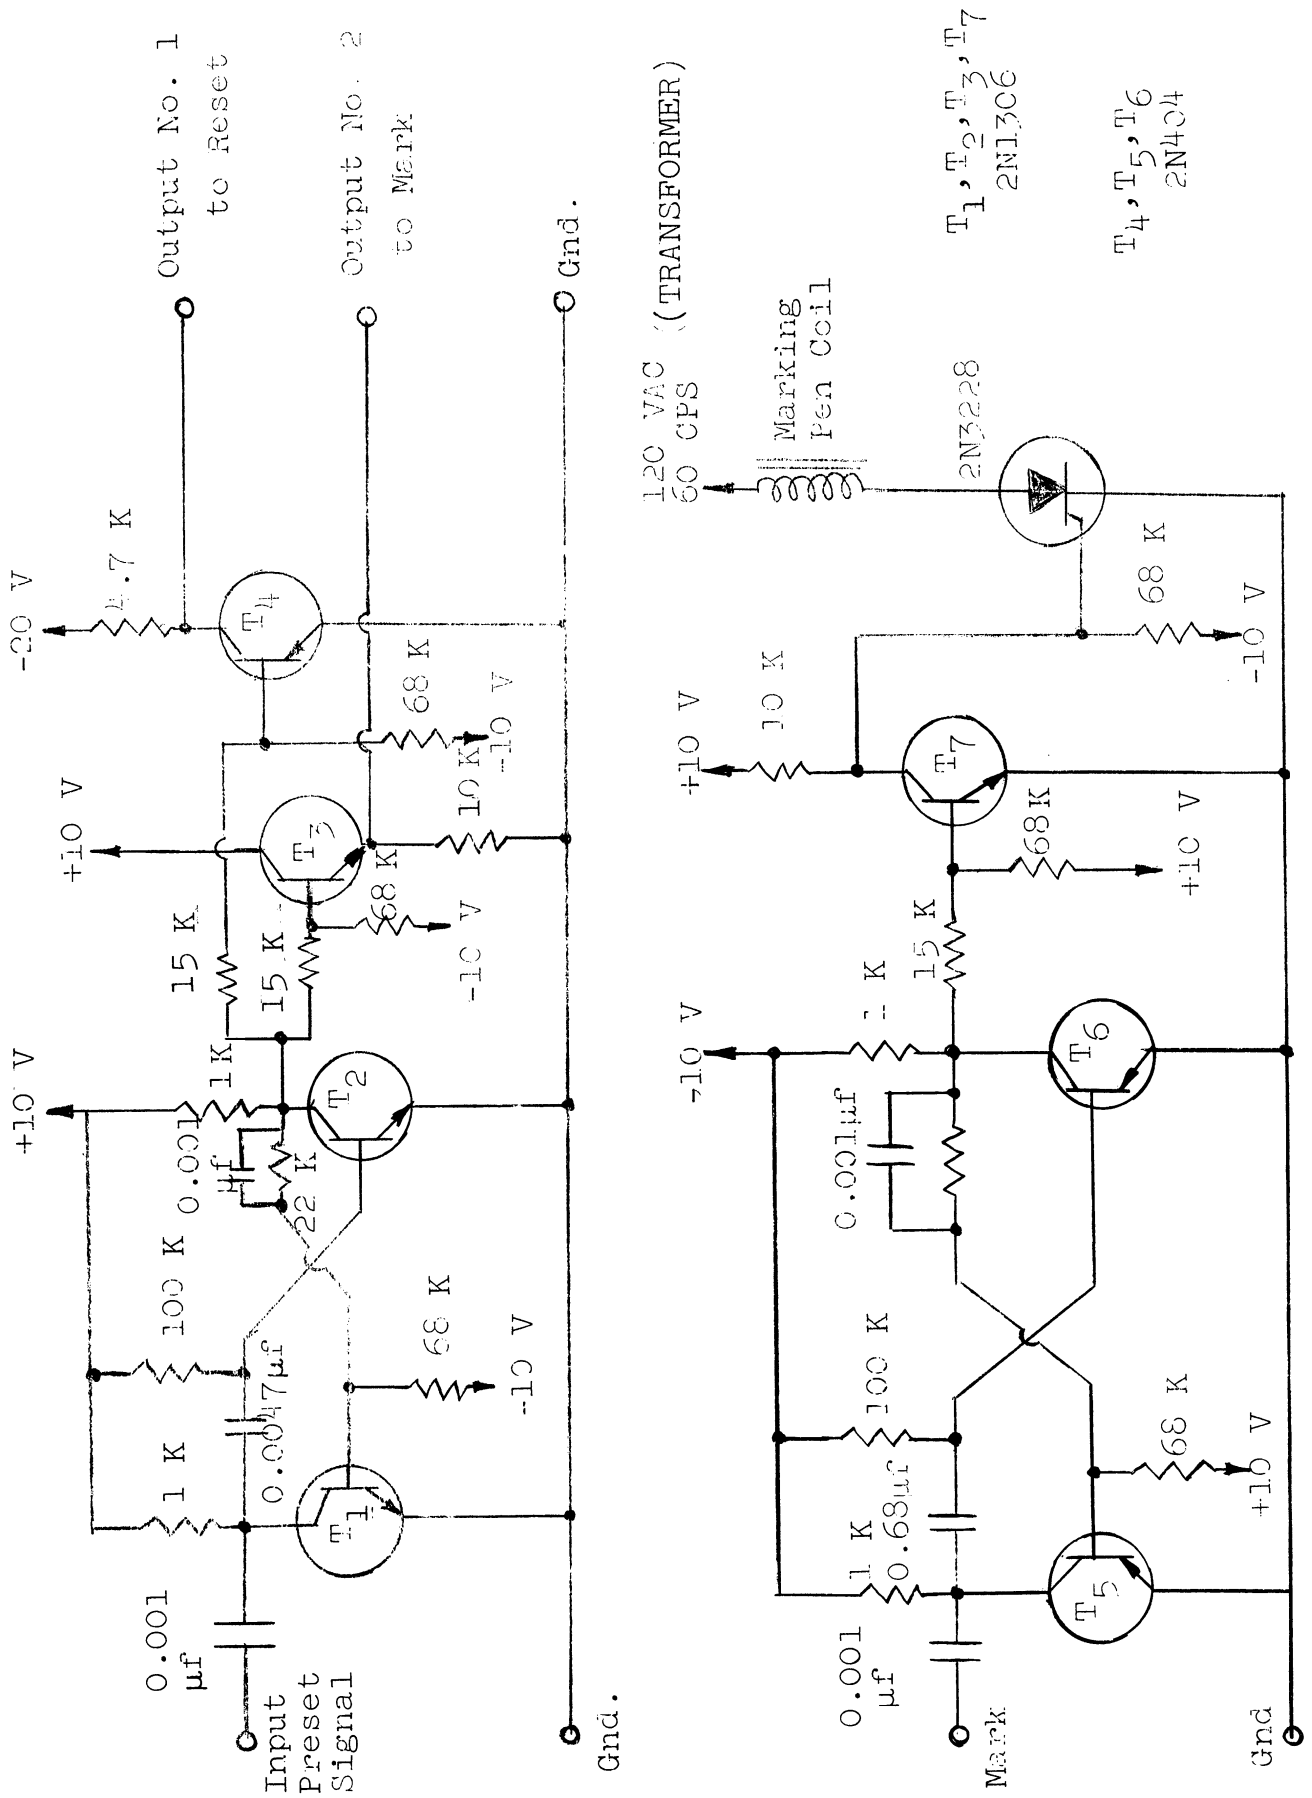 +10 V
+10 V
-20 V
4.7 K
Output No. 1
to Reset
Output No. 2
to Mark
0.001
µf
1 K
100 K
0.0047µf
0.001
µf
1K
22 K
15 K
15 K
T1
T2
T3
T4
68 K
-10 V
68 K
-10 V
10 K
68 K
-10 V
Input
Preset
Signal
Gnd.
Gnd.
-10 V
+10 V
120 VAC ((TRANSFORMER)
60 CPS
Marking
Pen Coil
0.001
µf
1 K
0.68µf
100 K
0.001µf
K
15 K
10 K
2N3228
T5
T6
T7
68 K
+10 V
68K
+10 V
68 K
-10 V
Mark
Gnd
T1,T2,T3,T7
2N1306
T4,T5,T6
2N404